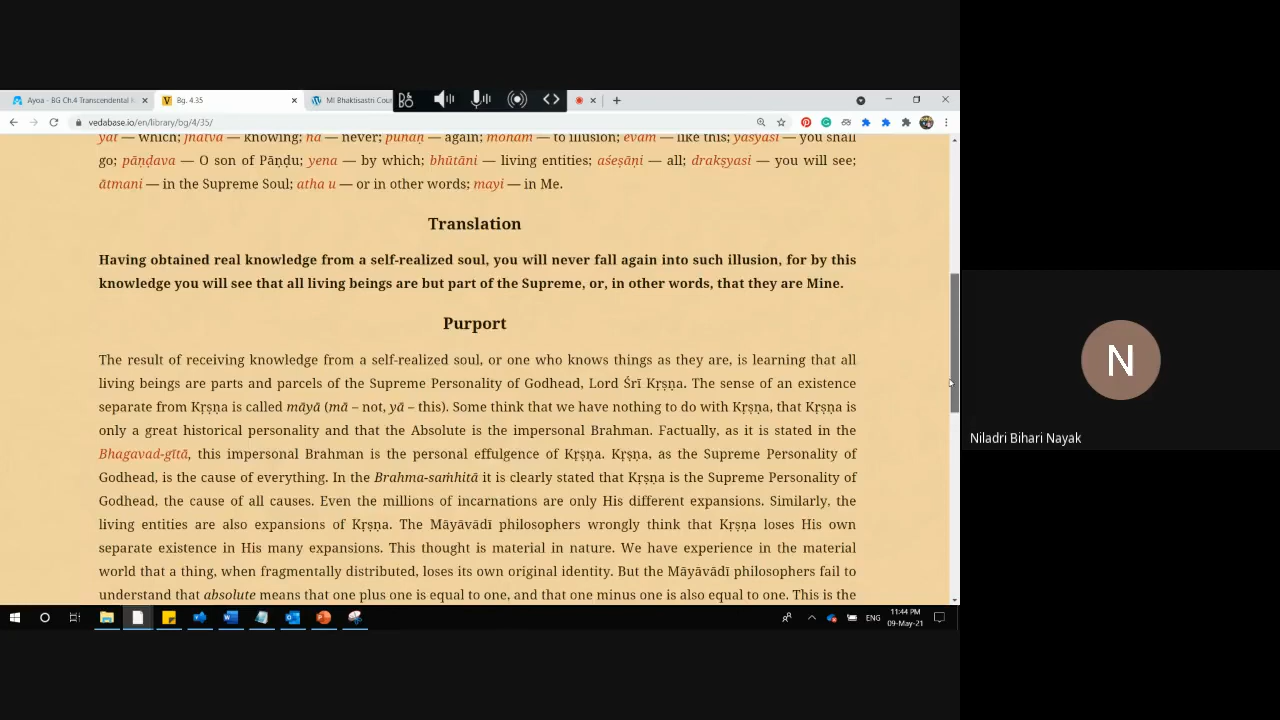 Ayoa - BG Ch.4 Transcendental K
Bg. 4.35
MI Bhaktisastri Cour
vedabase.io/en/library/bg/4/35/
yat — which; jñātvā — knowing; na — never; punaḥ — again; moham — to illusion; evam — like this; yāsyasi — you shall
go; pāṇḍava — O son of Pāṇḍu; yena — by which; bhūtāni — living entities; aśeṣāṇi — all; drakṣyasi — you will see;
ātmani — in the Supreme Soul; atha u — or in other words; mayi — in Me.
Translation
Having obtained real knowledge from a self-realized soul, you will never fall again into such illusion, for by this
knowledge you will see that all living beings are but part of the Supreme, or, in other words, that they are Mine.
Purport
The result of receiving knowledge from a self-realized soul, or one who knows things as they are, is learning that all
living beings are parts and parcels of the Supreme Personality of Godhead, Lord Śrī Kṛṣṇa. The sense of an existence
separate from Kṛṣṇa is called māyā (mā – not, yā – this). Some think that we have nothing to do with Kṛṣṇa, that Kṛṣṇa is
only a great historical personality and that the Absolute is the impersonal Brahman. Factually, as it is stated in the
Bhagavad-gītā, this impersonal Brahman is the personal effulgence of Kṛṣṇa. Kṛṣṇa, as the Supreme Personality of
Godhead, is the cause of everything. In the Brahma-saṁhitā it is clearly stated that Kṛṣṇa is the Supreme Personality of
Godhead, the cause of all causes. Even the millions of incarnations are only His different expansions. Similarly, the
living entities are also expansions of Kṛṣṇa. The Māyāvādī philosophers wrongly think that Kṛṣṇa loses His own
separate existence in His many expansions. This thought is material in nature. We have experience in the material
world that a thing, when fragmentally distributed, loses its own original identity. But the Māyāvādī philosophers fail to
understand that absolute means that one plus one is equal to one, and that one minus one is also equal to one. This is the
ENG
11:44 PM
09-May-21
N
Niladri Bihari Nayak